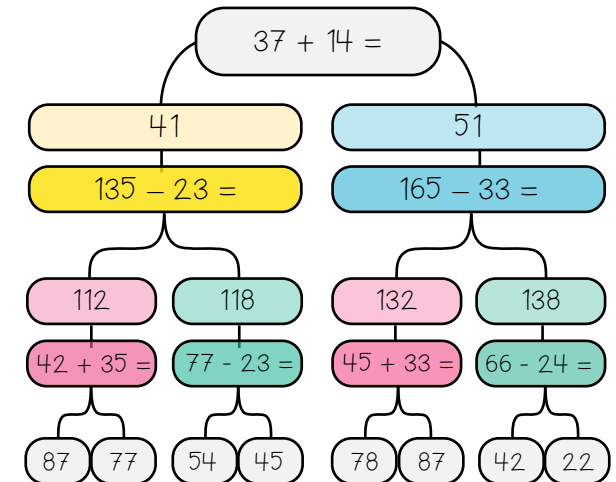 37 + 14 =
41 51
135 – 23 = 165 – 33 =
112 118 132 138
42 + 35 = 77 - 23 = 45 + 33 = 66 - 24 =
87 77 54 45 78 87 42 22